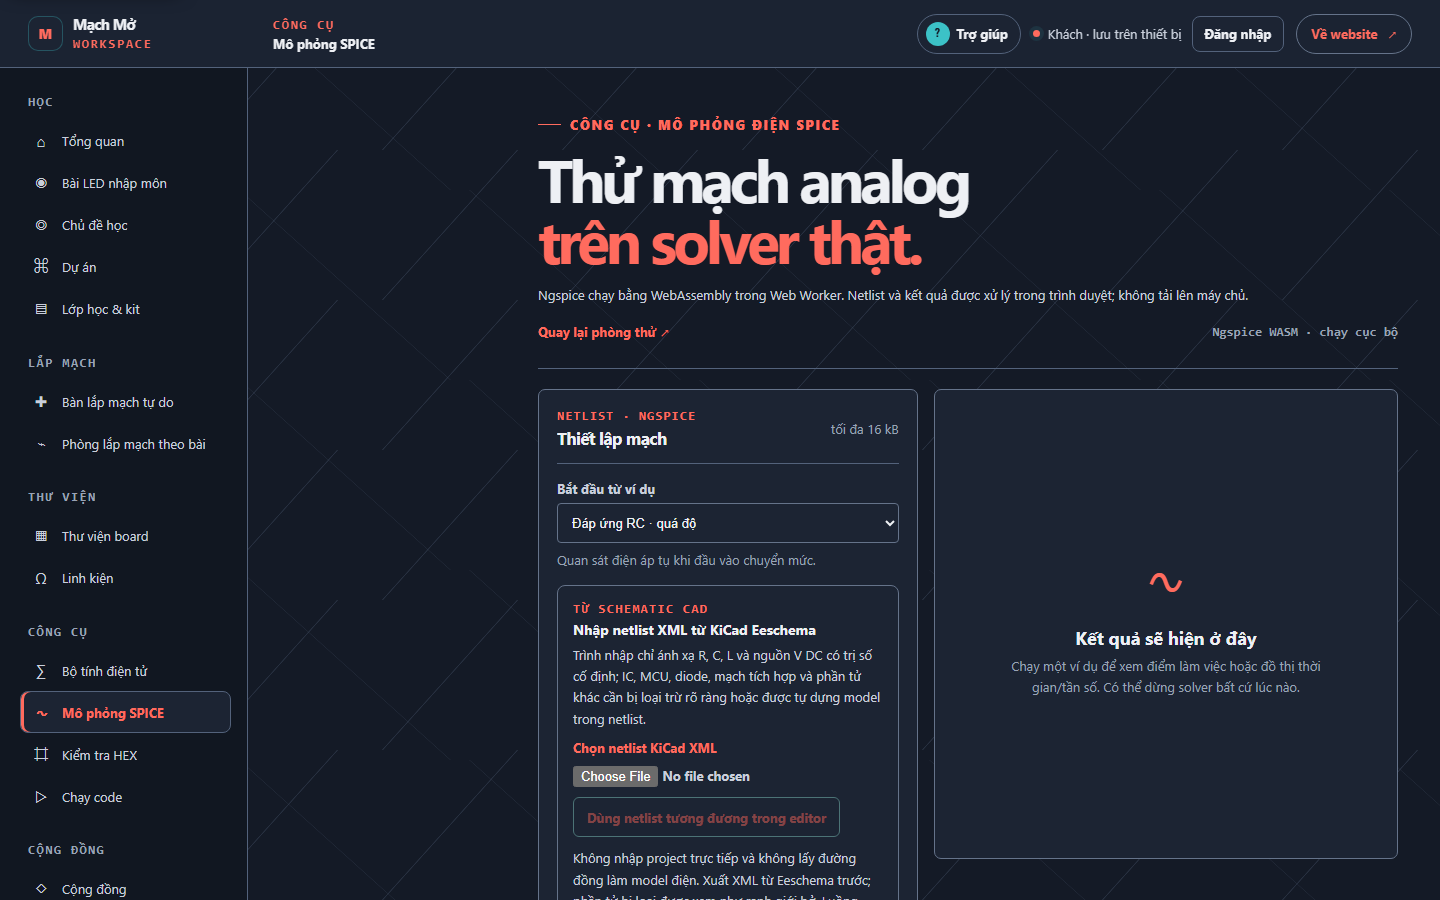 M
Mạch Mở
WORKSPACE
CÔNG CỤ
Mô phỏng SPICE
? Trợ giúp
Khách · lưu trên thiết bị
Đăng nhập
Về website ↗
HỌC
Tổng quan
Bài LED nhập môn
Chủ đề học
Dự án
Lớp học & kit
LẮP MẠCH
Bàn lắp mạch tự do
Phòng lắp mạch theo bài
THƯ VIỆN
Thư viện board
Linh kiện
CÔNG CỤ
Bộ tính điện tử
Mô phỏng SPICE
Kiểm tra HEX
Chạy code
CỘNG ĐỒNG
Cộng đồng
CÔNG CỤ · MÔ PHỎNG ĐIỆN SPICE
Thử mạch analog
trên solver thật.
Ngspice chạy bằng WebAssembly trong Web Worker. Netlist và kết quả được xử lý trong trình duyệt; không tải lên máy chủ.
Quay lại phòng thử ↗
Ngspice WASM · chạy cục bộ
NETLIST · NGSPICE
Thiết lập mạch
tối đa 16 kB
Bắt đầu từ ví dụ
Đáp ứng RC · quá độ
Quan sát điện áp tụ khi đầu vào chuyển mức.
TỪ SCHEMATIC CAD
Nhập netlist XML từ KiCad Eeschema
Trình nhập chỉ ánh xạ R, C, L và nguồn V DC có trị số
cố định; IC, MCU, diode, mạch tích hợp và phần tử
khác cần bị loại trừ rõ ràng hoặc được tự dựng model
trong netlist.
Chọn netlist KiCad XML
Choose File No file chosen
Dùng netlist tương đương trong editor
Không nhập project trực tiếp và không lấy đường
đồng làm model điện. Xuất XML từ Eeschema trước;
Kết quả sẽ hiện ở đây
Chạy một ví dụ để xem điểm làm việc hoặc đồ thị thời
gian/tần số. Có thể dừng solver bất cứ lúc nào.